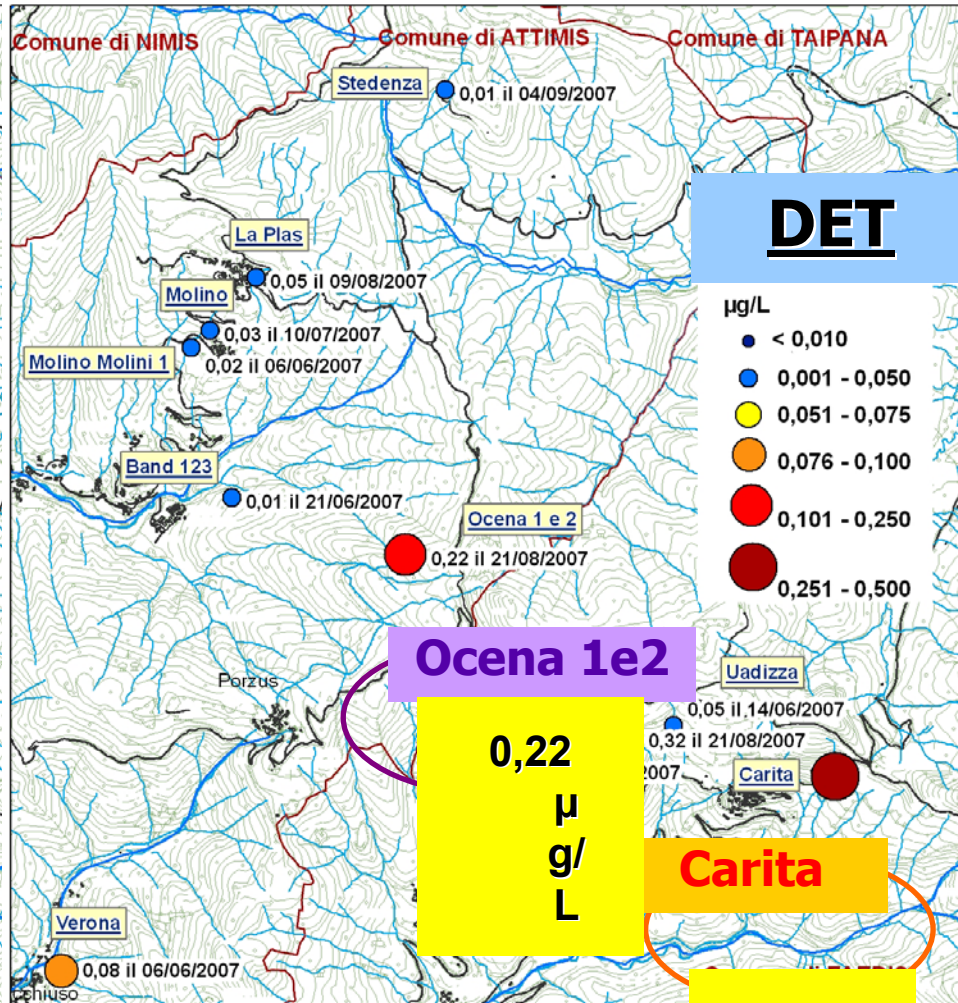 Comune di NIMIS
Comune di ATTIMIS
Comune di TAIPANA
Stedenza
0,01 il 04/09/2007
DET
La Plas
0,05 il 09/08/2007
Molino
0,03 il 10/07/2007
Molino Molini 1
0,02 il 06/06/2007
µg/L
< 0,010
0,001 - 0,050
0,051 - 0,075
0,076 - 0,100
0,101 - 0,250
0,251 - 0,500
Band 123
0,01 il 21/06/2007
Ocena 1 e 2
0,22 il 21/08/2007
Ocena 1e2
Uadizza
Porzus
0,05 il 14/06/2007
0,32 il 21/08/2007
0,22
µ
g/
L
Carita
Carita
Verona
0,08 il 06/06/2007